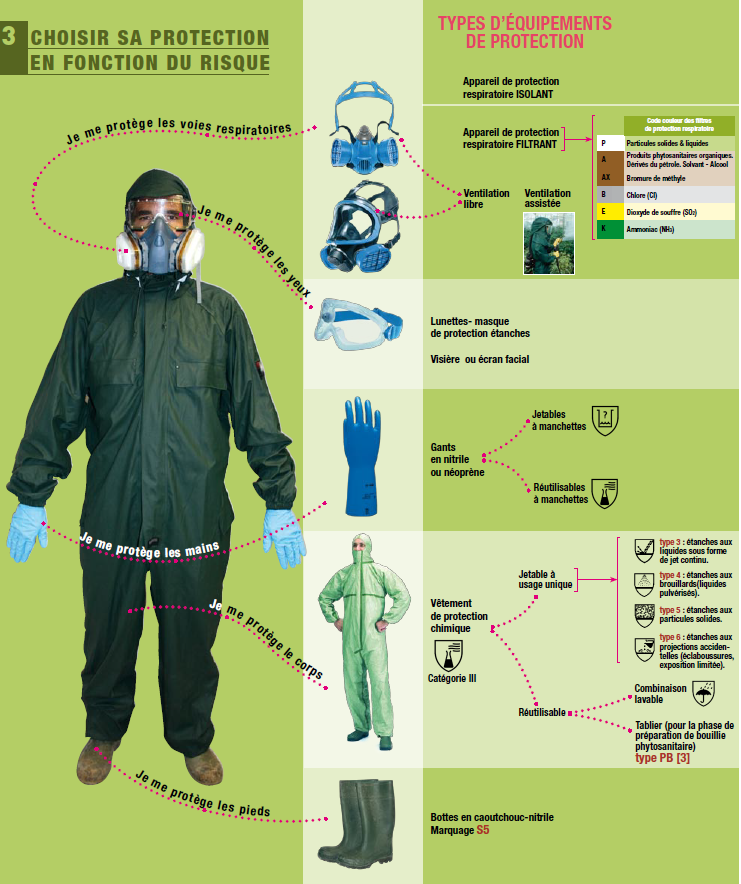 3 CHOISIR SA PROTECTION
EN FONCTION DU RISQUE
TYPES D'ÉQUIPEMENTS
DE PROTECTION
Je me protège les voies respiratoires
Appareil de protection
respiratoire ISOLANT
Appareil de protection
respiratoire FILTRANT
Code couleur des filtres
de protection respiratoire
P Particules solides & liquides
A Produits phytosanitaires organiques.
Dérivés du pétrole. Solvant - Alcool
AX Bromure de méthyle
B Chlore (Cl)
E Dioxyde de souffre (SO₂)
K Ammoniac (NH₃)
Ventilation
libre
Ventilation
assistée
Je me protège les yeux
Lunettes- masque
de protection étanches
Visière ou écran facial
Je me protège les mains
Gants
en nitrile
ou néoprène
Jetables
à manchettes
?
Réutilisables
à manchettes
Je me protège le corps
Vêtement
de protection
chimique
Catégorie III
Jetable à
usage unique
type 3 : étanches aux
liquides sous forme
de jet continu.
type 4 : étanches aux
brouillards(liquides
pulvérisés).
type 5 : étanches aux
particules solides.
type 6 : étanches aux
projections acciden-
telles (éclaboussures,
exposition limitée).
Réutilisable
Combinaison
lavable
Tablier (pour la phase de
préparation de bouillie
phytosanitaire)
type PB [3]
Je me protège les pieds
Bottes en caoutchouc-nitrile
Marquage S5